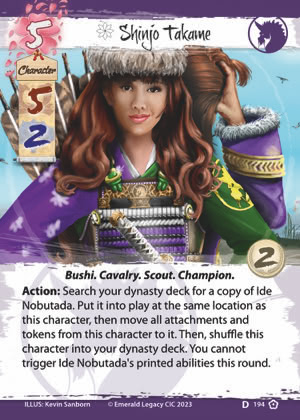 5
Shinjo Takame
Character
5
2
2
Bushi. Cavalry. Scout. Champion.
Action: Search your dynasty deck for a copy of Ide
Nobutada. Put it into play at the same location as
this character, then move all attachments and
tokens from this character to it. Then, shuffle this
character into your dynasty deck. You cannot
trigger Ide Nobutada's printed abilities this round.
ILLUS: Kevin Sanborn © Emerald Legacy CIC 2023 D 194